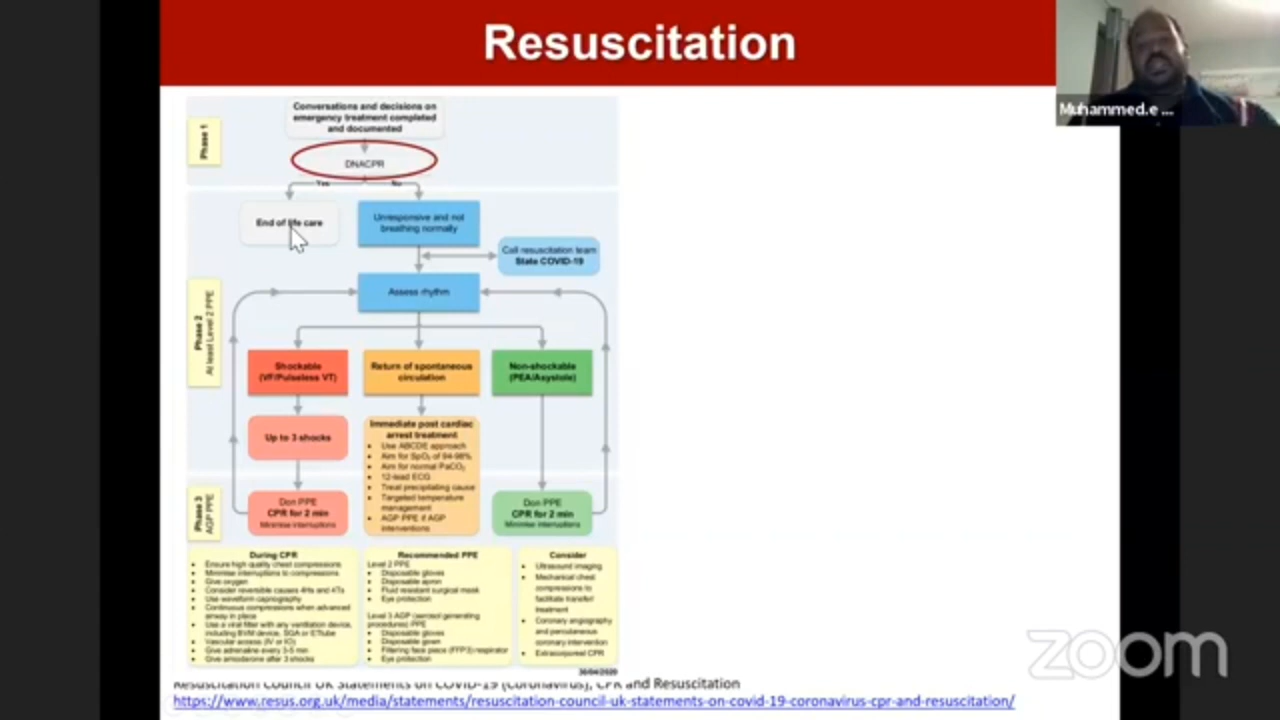 Resuscitation
Muhammed.e ...
Phase 1
Conversations and decisions on
emergency treatment completed
and documented
DNACPR
Yes
No
End of life care
Unresponsive and not
breathing normally
Call resuscitation team
State COVID-19
Phase 2
At least Level 2 PPE
Assess rhythm
Shockable
(VF/Pulseless VT)
Return of spontaneous
circulation
Non-shockable
(PEA/Asystole)
Up to 3 shocks
Immediate post cardiac
arrest treatment
• Use ABCDE approach
• Aim for SpO₂ of 94-98%
• Aim for normal PaCO₂
• 12-lead ECG
• Treat precipitating cause
• Targeted temperature
management
• AGP PPE if AGP
interventions
Phase 3
AGP PPE
Don PPE
CPR for 2 min
Minimise interruptions
Don PPE
CPR for 2 min
Minimise interruptions
During CPR
• Ensure high quality chest compressions
• Minimise interruptions to compressions
• Give oxygen
• Consider reversible causes 4Hs and 4Ts
• Use waveform capnography
• Continuous compressions when advanced
airway in place
• Use a viral filter with any ventilation device,
including BVM device, SGA or ETtube
• Vascular access (IV or IO)
• Give adrenaline every 3-5 min
• Give amiodarone after 3 shocks
Recommended PPE
Level 2 PPE
• Disposable gloves
• Disposable apron
• Fluid resistant surgical mask
• Eye protection
Level 3 AGP (aerosol generating
procedures) PPE
• Disposable gloves
• Disposable gown
• Filtering face piece (FFP3) respirator
• Eye protection
Consider
• Ultrasound imaging
• Mechanical chest
compressions to
facilitate transfer/
treatment
• Coronary angiography
and percutaneous
coronary intervention
• Extracorporeal CPR
30/04/2020
Resuscitation Council UK Statements on COVID-19 (Coronavirus), CPR and Resuscitation
https://www.resus.org.uk/media/statements/resuscitation-council-uk-statements-on-covid-19-coronavirus-cpr-and-resuscitation/
zoom